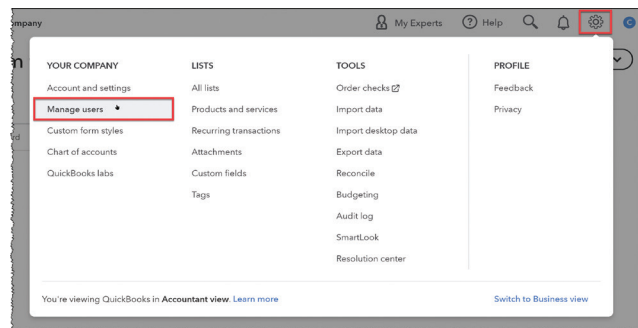 mpany
My Experts
Help
C
n
rd
YOUR COMPANY
Account and settings
Manage users
Custom form styles
Chart of accounts
QuickBooks labs
LISTS
All lists
Products and services
Recurring transactions
Attachments
Custom fields
Tags
TOOLS
Order checks
Import data
Import desktop data
Export data
Reconcile
Budgeting
Audit log
SmartLook
Resolution center
PROFILE
Feedback
Privacy
You're viewing QuickBooks in Accountant view. Learn more
Switch to Business view